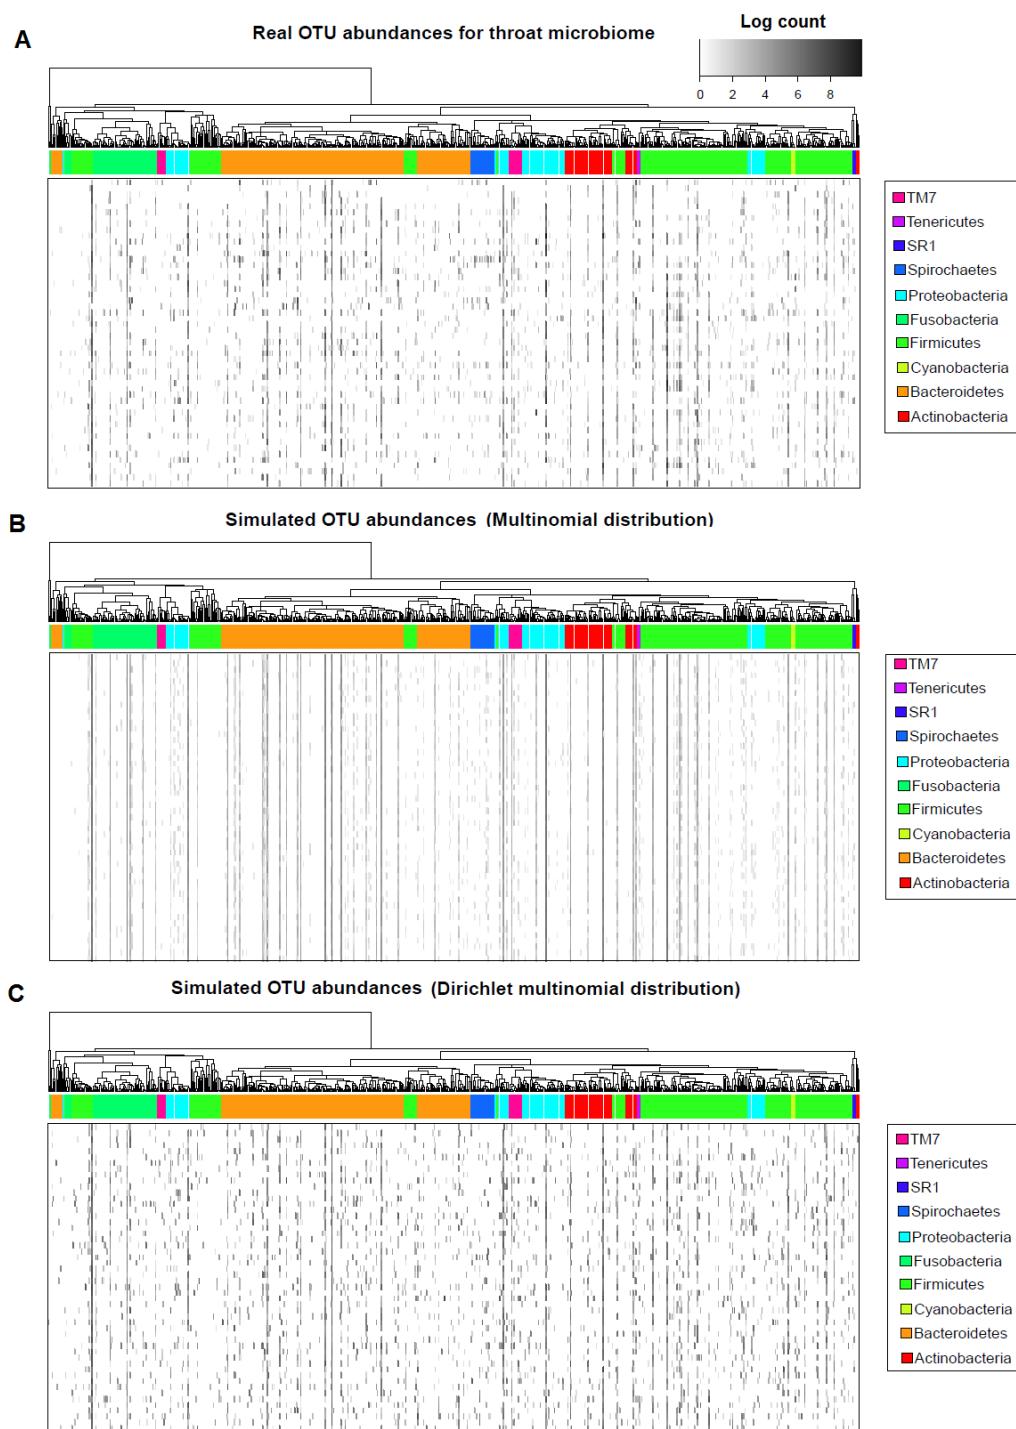 A
Real OTU abundances for throat microbiome
Log count
0 2 4 6 8
TM7
Tenericutes
SR1
Spirochaetes
Proteobacteria
Fusobacteria
Firmicutes
Cyanobacteria
Bacteroidetes
Actinobacteria
B
Simulated OTU abundances (Multinomial distribution)
TM7
Tenericutes
SR1
Spirochaetes
Proteobacteria
Fusobacteria
Firmicutes
Cyanobacteria
Bacteroidetes
Actinobacteria
C
Simulated OTU abundances (Dirichlet multinomial distribution)
TM7
Tenericutes
SR1
Spirochaetes
Proteobacteria
Fusobacteria
Firmicutes
Cyanobacteria
Bacteroidetes
Actinobacteria